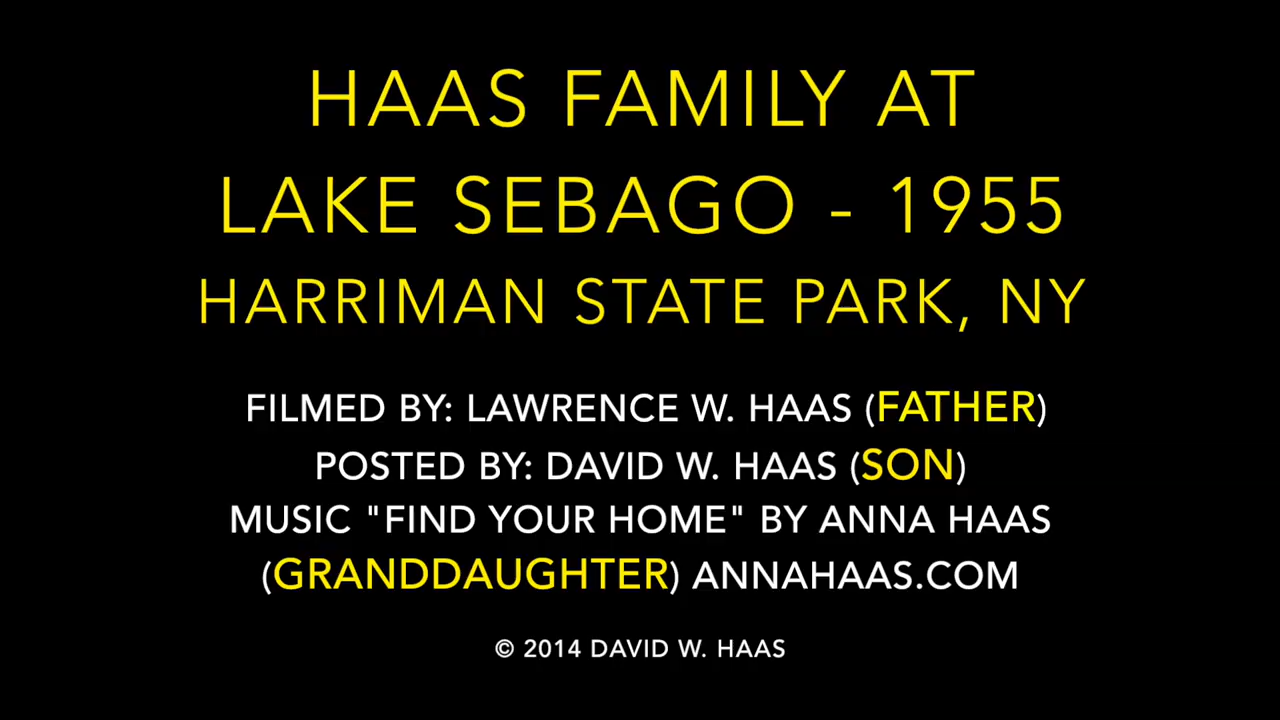 HAAS FAMILY AT
LAKE SEBAGO - 1955
HARRIMAN STATE PARK, NY
FILMED BY: LAWRENCE W. HAAS (FATHER)
POSTED BY: DAVID W. HAAS (SON)
MUSIC "FIND YOUR HOME" BY ANNA HAAS
(GRANDDAUGHTER) ANNAHAAS.COM
© 2014 DAVID W. HAAS